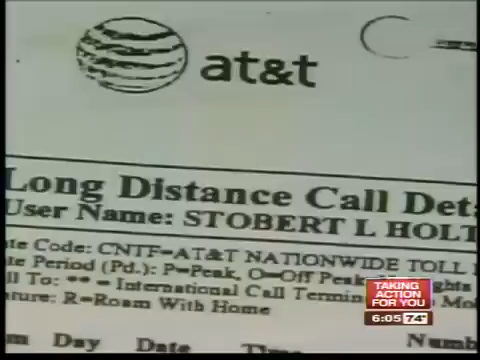 at&t
Long Distance Call Det
User Name: STOBERT L HOLT
te Code: CNTF=AT&T NATIONWIDE TOLL
te Period (Pd.): P=Peak, O=Off Peak
ll To: ** = International Call Termin
ature: R=Roam With Home
m Day Date Time Numb
TAKING
ACTION
FOR YOU
6:05 74°